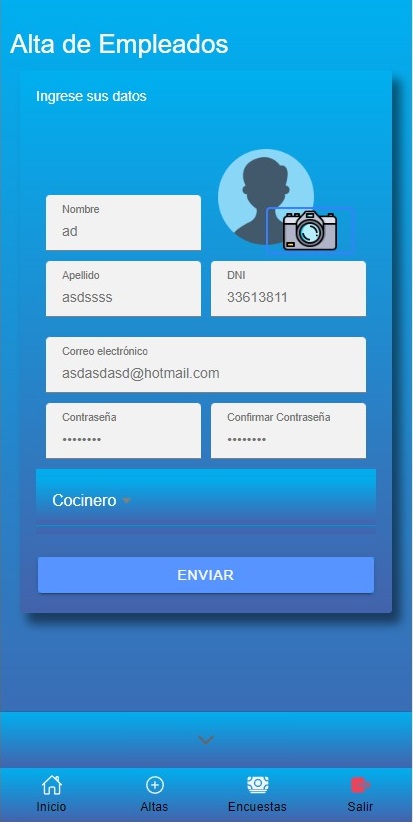 Alta de Empleados
Ingrese sus datos
Nombre
ad
Apellido
asdssss
DNI
33613811
Correo electrónico
asdasdasd@hotmail.com
Contraseña
••••••••
Confirmar Contraseña
••••••••
Cocinero
ENVIAR
Inicio
Altas
Encuestas
Salir